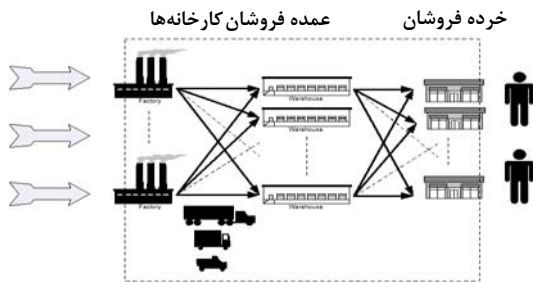 خرده فروشان
عمده فروشان کارخانه‌ها
Factory
Warehouse
Warehouse
Factory
Warehouse